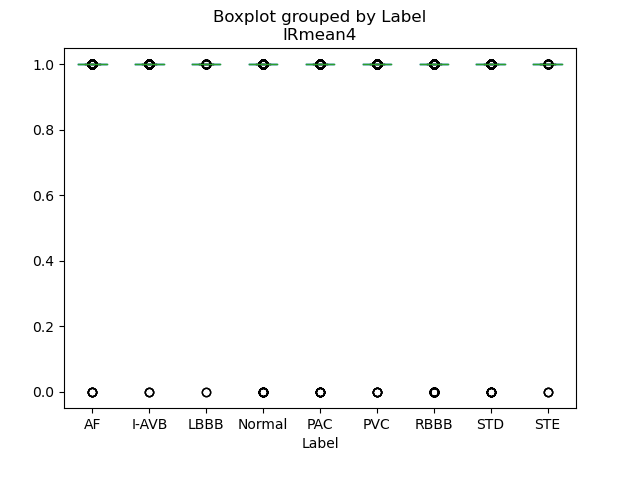 Boxplot grouped by Label
IRmean4
1.0
0.8
0.6
0.4
0.2
0.0
AF I-AVB LBBB Normal PAC PVC RBBB STD STE
Label